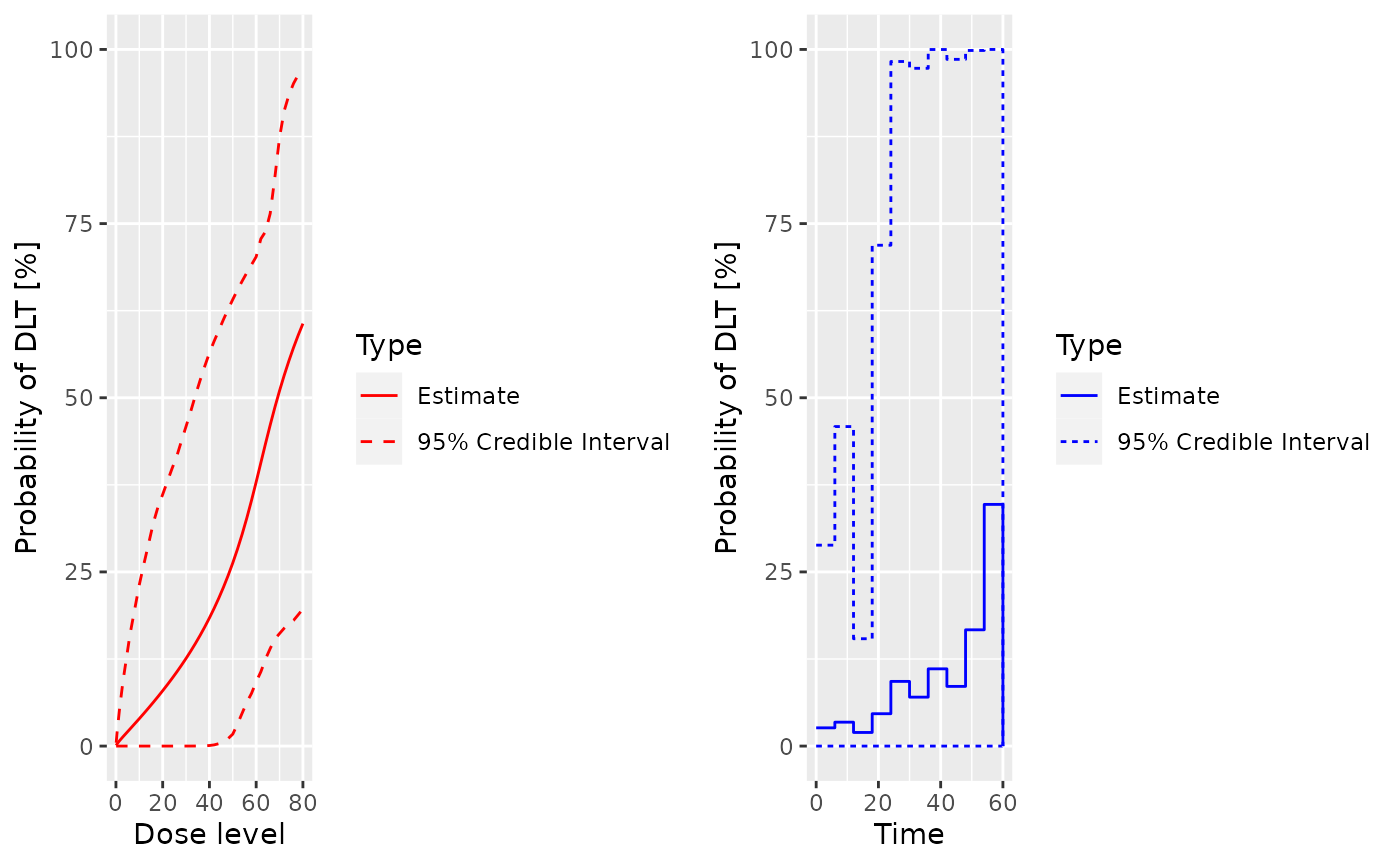 Probability of DLT [%]
100
75
50
25
0
0 20 40 60 80
Dose level
Type
Estimate
95% Credible Interval
Probability of DLT [%]
100
75
50
25
0
0 20 40 60
Time
Type
Estimate
95% Credible Interval